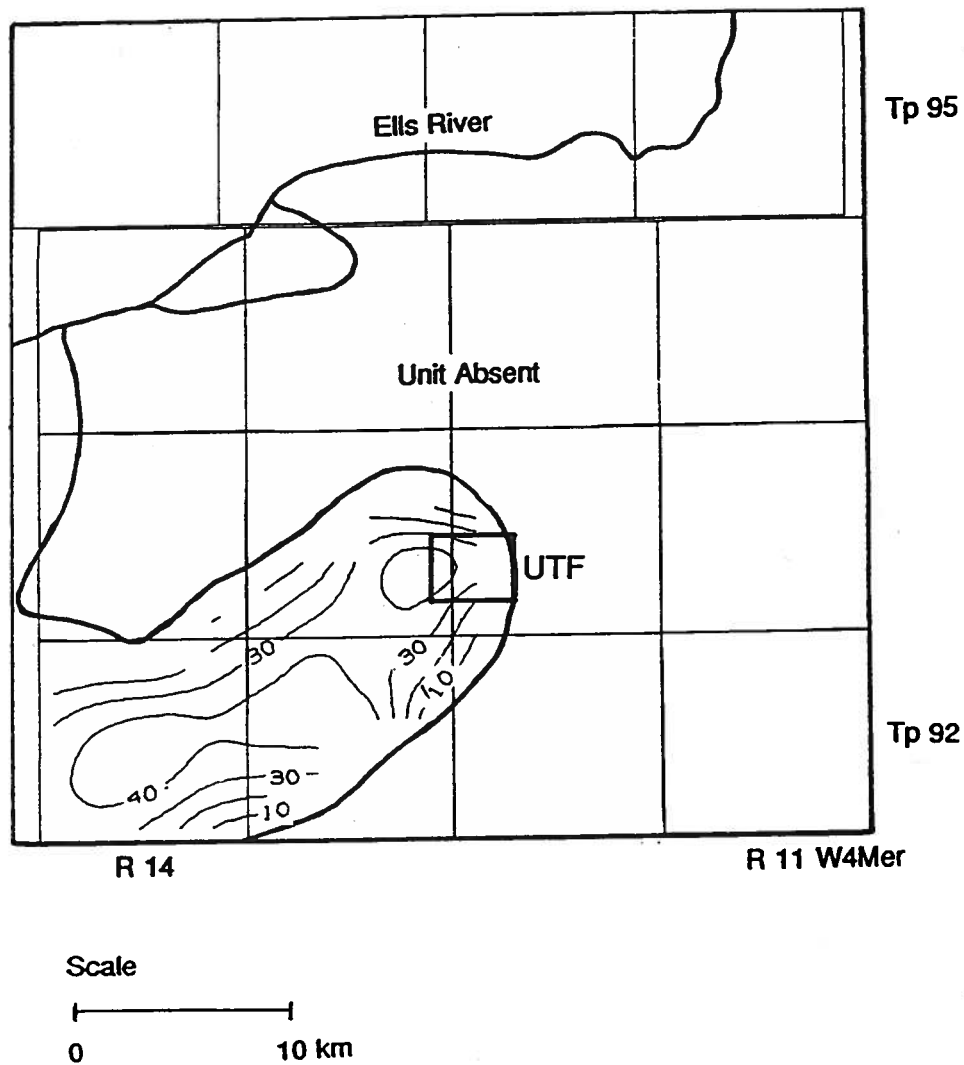 Tp 95
Ells River
Unit Absent
UTF
30
30
10
Tp 92
30
40
10
R 14
R 11 W4Mer
Scale
0
10 km